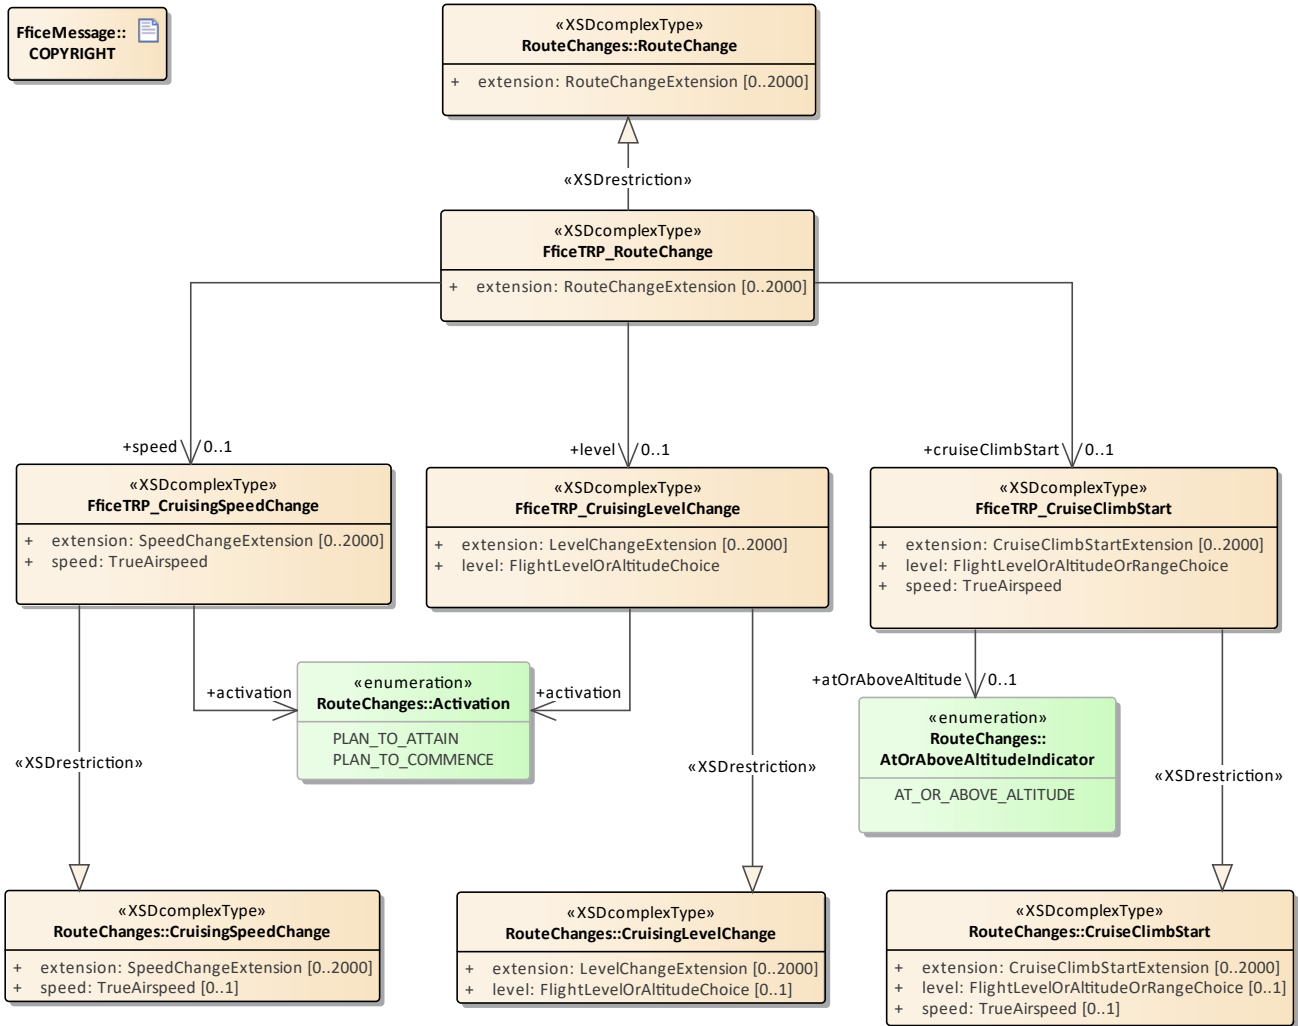 FficeMessage::
COPYRIGHT
«XSDcomplexType»
RouteChanges::RouteChange
+ extension: RouteChangeExtension [0..2000]
«XSDrestriction»
«XSDcomplexType»
FficeTRP_RouteChange
+ extension: RouteChangeExtension [0..2000]
+speed 0..1
+level 0..1
+cruiseClimbStart 0..1
«XSDcomplexType»
FficeTRP_CruisingSpeedChange
+ extension: SpeedChangeExtension [0..2000]
+ speed: TrueAirspeed
«XSDcomplexType»
FficeTRP_CruisingLevelChange
+ extension: LevelChangeExtension [0..2000]
+ level: FlightLevelOrAltitudeChoice
«XSDcomplexType»
FficeTRP_CruiseClimbStart
+ extension: CruiseClimbStartExtension [0..2000]
+ level: FlightLevelOrAltitudeOrRangeChoice
+ speed: TrueAirspeed
+activation
«enumeration»
RouteChanges::Activation
PLAN_TO_ATTAIN
PLAN_TO_COMMENCE
+activation
+atOrAboveAltitude 0..1
«enumeration»
RouteChanges::
AtOrAboveAltitudeIndicator
AT_OR_ABOVE_ALTITUDE
«XSDrestriction»
«XSDrestriction»
«XSDrestriction»
«XSDcomplexType»
RouteChanges::CruisingSpeedChange
+ extension: SpeedChangeExtension [0..2000]
+ speed: TrueAirspeed [0..1]
«XSDcomplexType»
RouteChanges::CruisingLevelChange
+ extension: LevelChangeExtension [0..2000]
+ level: FlightLevelOrAltitudeChoice [0..1]
«XSDcomplexType»
RouteChanges::CruiseClimbStart
+ extension: CruiseClimbStartExtension [0..2000]
+ level: FlightLevelOrAltitudeOrRangeChoice [0..1]
+ speed: TrueAirspeed [0..1]